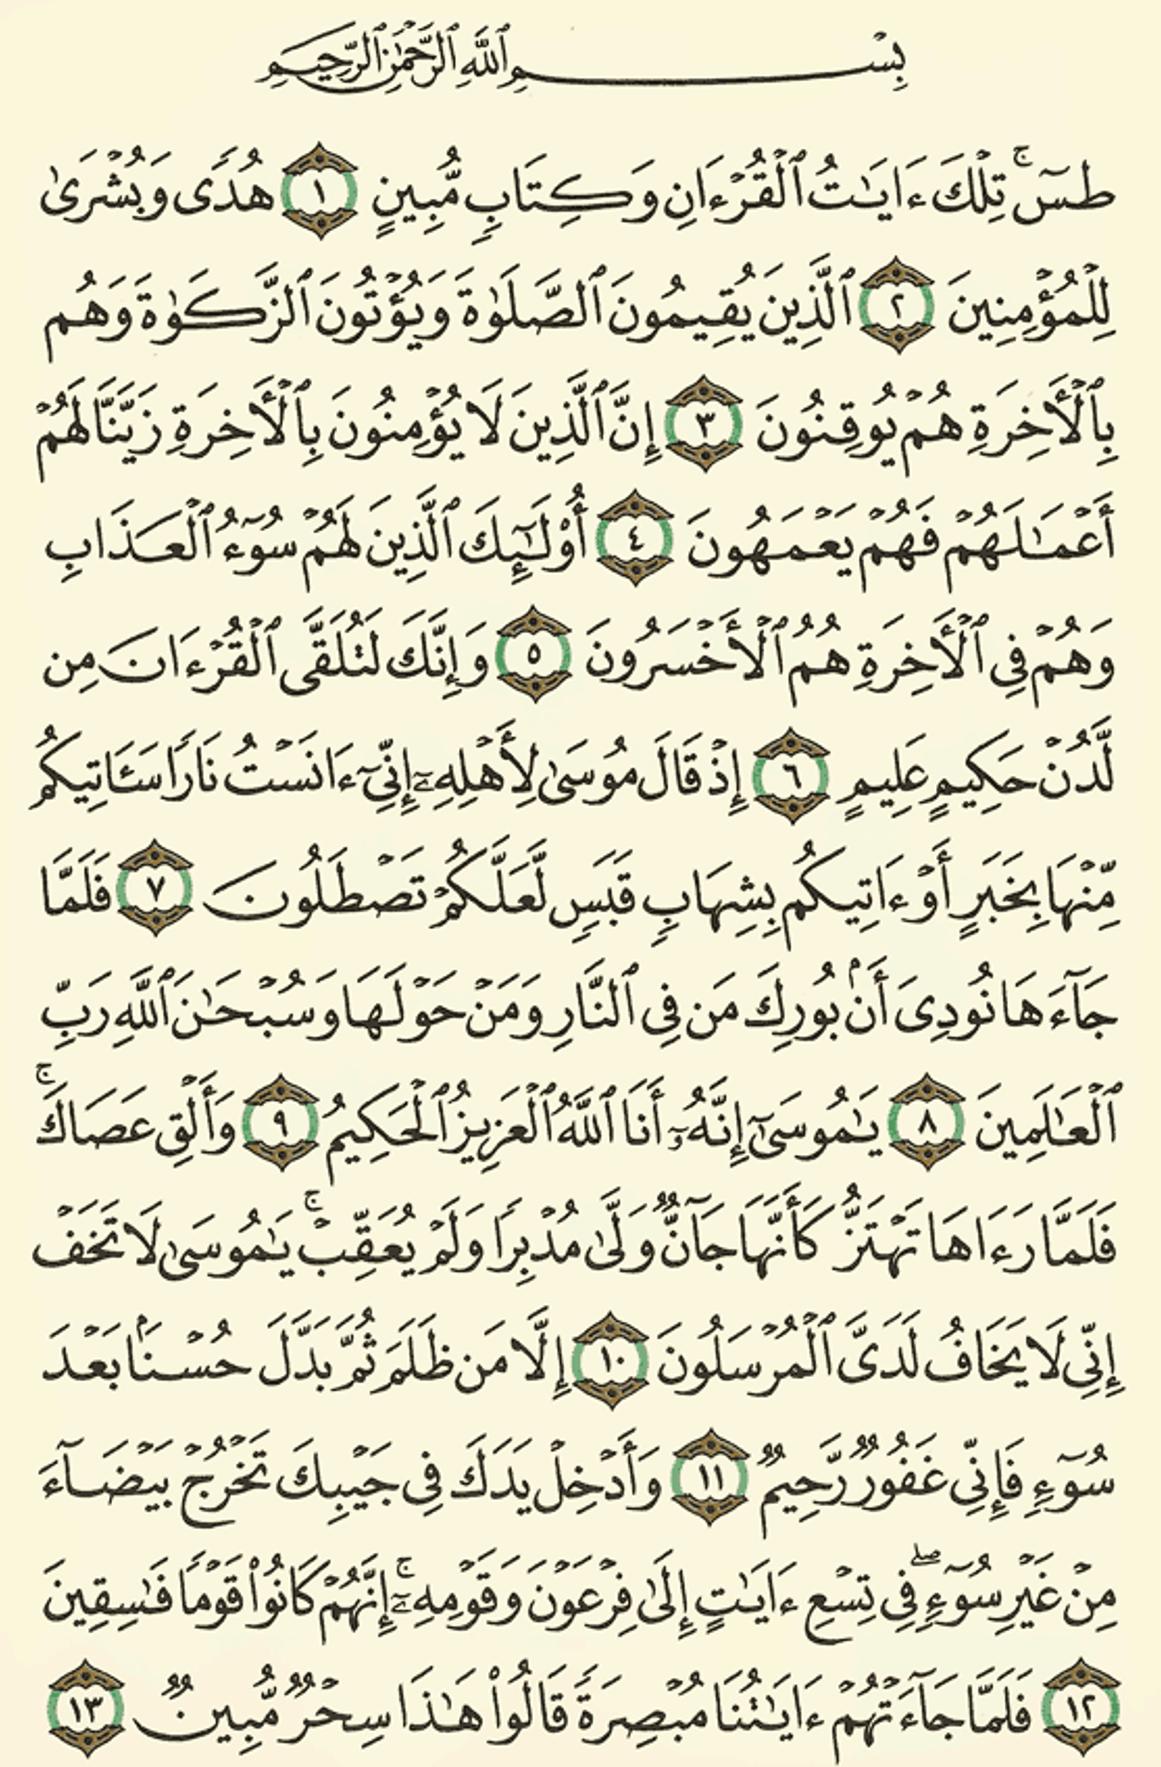 بِسْمِ ٱللَّهِ ٱلرَّحْمَٰنِ ٱلرَّحِيمِ
طسٓۚ تِلْكَ ءَايَٰتُ ٱلْقُرْءَانِ وَكِتَابٍ مُّبِينٍ ١ هُدًى وَبُشْرَىٰ
لِلْمُؤْمِنِينَ ٢ ٱلَّذِينَ يُقِيمُونَ ٱلصَّلَوٰةَ وَيُؤْتُونَ ٱلزَّكَوٰةَ وَهُم
بِٱلْأَخِرَةِ هُمْ يُوقِنُونَ ٣ إِنَّ ٱلَّذِينَ لَا يُؤْمِنُونَ بِٱلْأَخِرَةِ زَيَّنَّا لَهُمْ
أَعْمَٰلَهُمْ فَهُمْ يَعْمَهُونَ ٤ أُوْلَٰٓئِكَ ٱلَّذِينَ لَهُمْ سُوٓءُ ٱلْعَذَابِ
وَهُمْ فِى ٱلْأَخِرَةِ هُمُ ٱلْأَخْسَرُونَ ٥ وَإِنَّكَ لَتُلَقَّى ٱلْقُرْءَانَ مِن
لَّدُنْ حَكِيمٍ عَلِيمٍ ٦ إِذْ قَالَ مُوسَىٰ لِأَهْلِهِۦٓ إِنِّىٓ ءَانَسْتُ نَارًا سَـَٔاتِيكُم
مِّنْهَا بِخَبَرٍ أَوْ ءَاتِيكُم بِشِهَابٍ قَبَسٍ لَّعَلَّكُمْ تَصْطَلُونَ ٧ فَلَمَّا
جَآءَهَا نُودِىَ أَنۢ بُورِكَ مَن فِى ٱلنَّارِ وَمَنْ حَوْلَهَا وَسُبْحَٰنَ ٱللَّهِ رَبِّ
ٱلْعَٰلَمِينَ ٨ يَٰمُوسَىٰٓ إِنَّهُۥٓ أَنَا ٱللَّهُ ٱلْعَزِيزُ ٱلْحَكِيمُ ٩ وَأَلْقِ عَصَاكَۚ
فَلَمَّا رَءَاهَا تَهْتَزُّ كَأَنَّهَا جَآنٌّ وَلَّىٰ مُدْبِرًا وَلَمْ يُعَقِّبْۚ يَٰمُوسَىٰ لَا تَخَفْ
إِنِّى لَا يَخَافُ لَدَىَّ ٱلْمُرْسَلُونَ ١٠ إِلَّا مَن ظَلَمَ ثُمَّ بَدَّلَ حُسْنًۢا بَعْدَ
سُوٓءٍ فَإِنِّى غَفُورٌ رَّحِيمٌ ١١ وَأَدْخِلْ يَدَكَ فِى جَيْبِكَ تَخْرُجْ بَيْضَآءَ
مِنْ غَيْرِ سُوٓءٍۖ فِى تِسْعِ ءَايَٰتٍ إِلَىٰ فِرْعَوْنَ وَقَوْمِهِۦٓۚ إِنَّهُمْ كَانُوا۟ قَوْمًا فَٰسِقِينَ
١٢ فَلَمَّا جَآءَتْهُمْ ءَايَٰتُنَا مُبْصِرَةً قَالُوا۟ هَٰذَا سِحْرٌ مُّبِينٌ ١٣